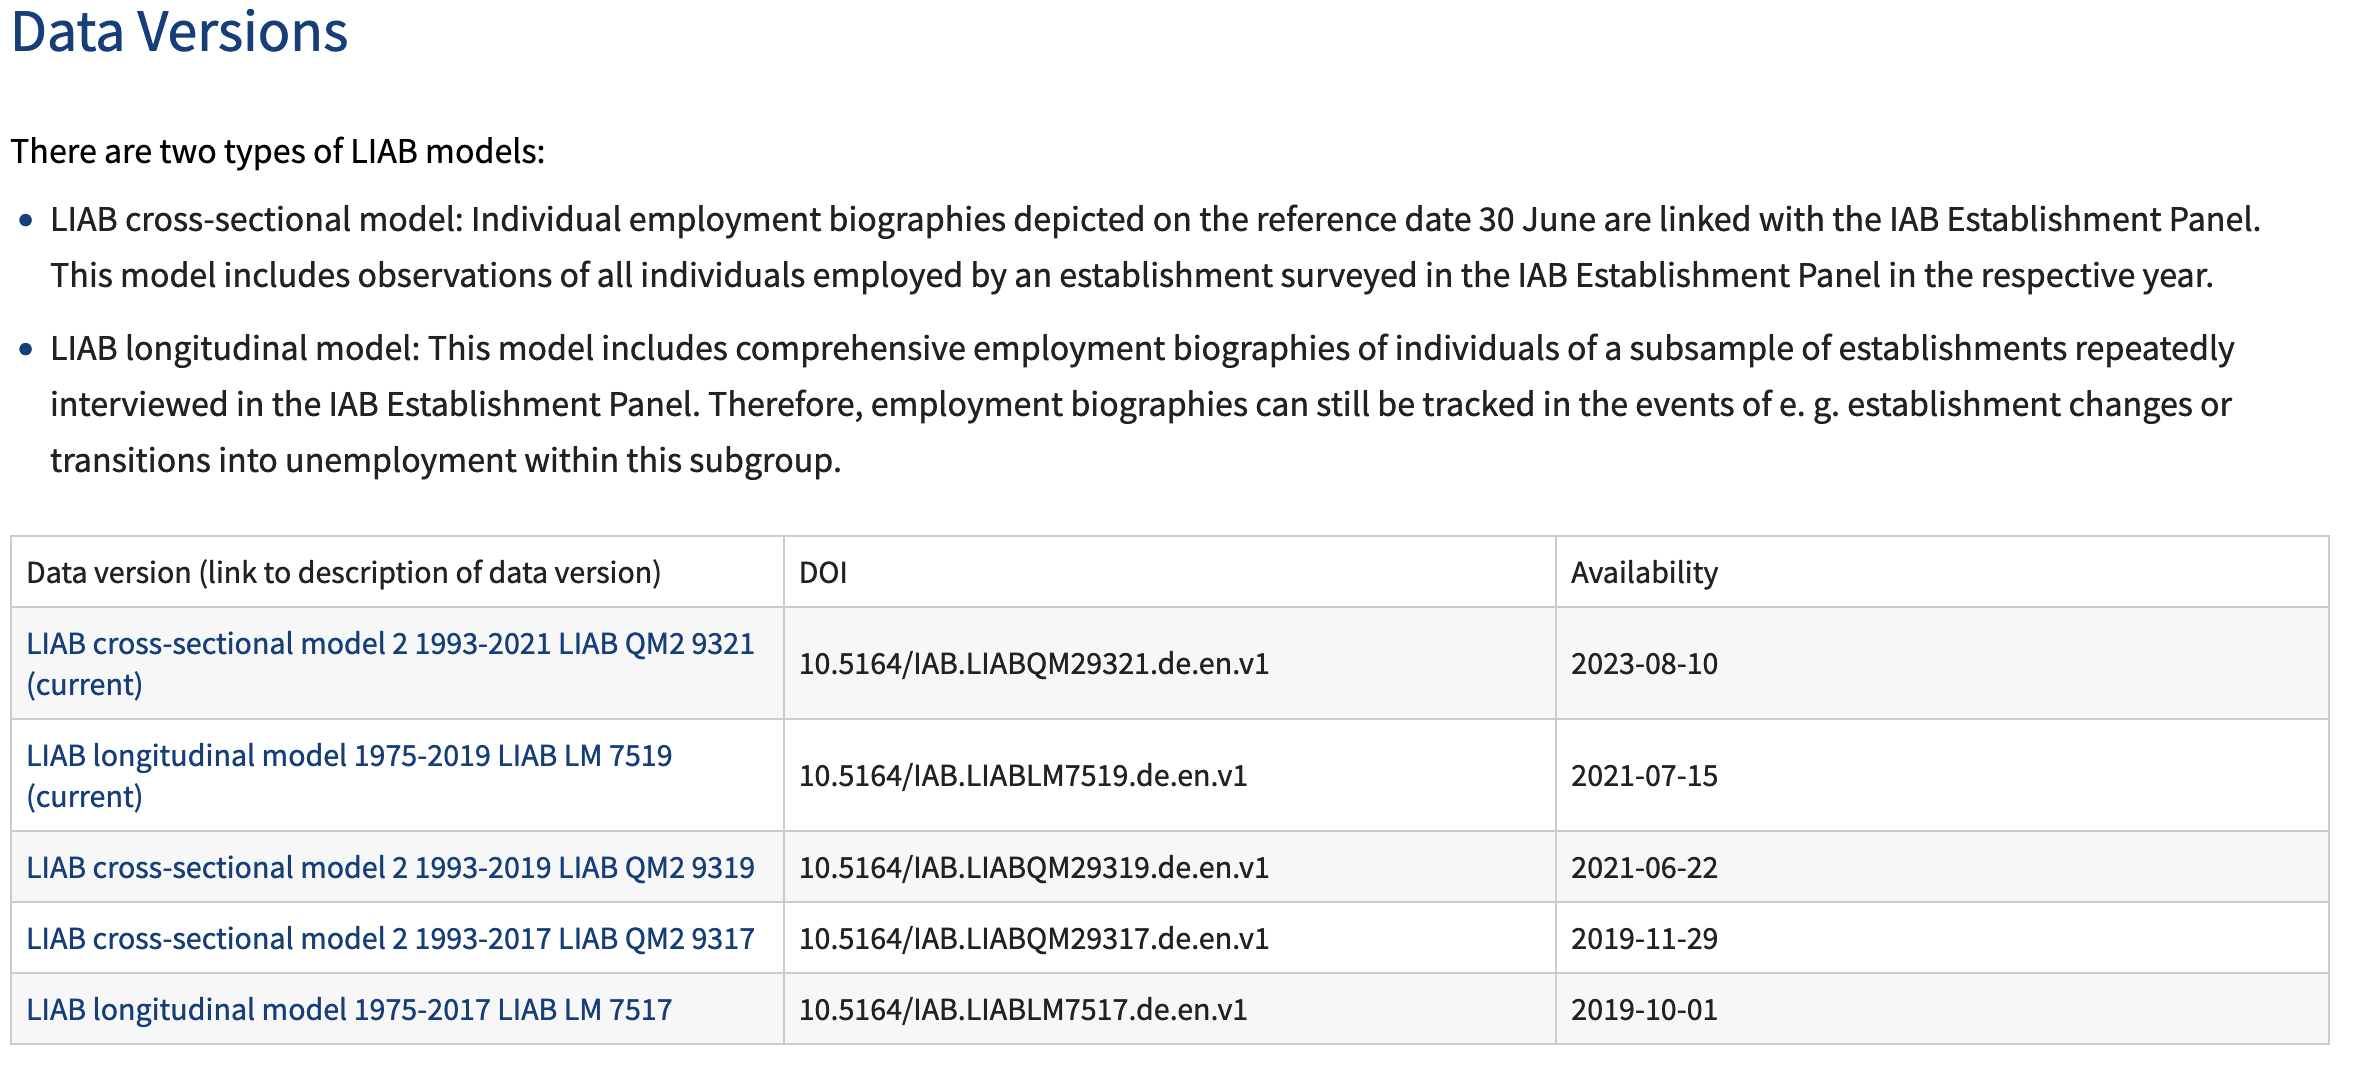 Data Versions
There are two types of LIAB models:
LIAB cross-sectional model: Individual employment biographies depicted on the reference date 30 June are linked with the IAB Establishment Panel.
This model includes observations of all individuals employed by an establishment surveyed in the IAB Establishment Panel in the respective year.
LIAB longitudinal model: This model includes comprehensive employment biographies of individuals of a subsample of establishments repeatedly
interviewed in the IAB Establishment Panel. Therefore, employment biographies can still be tracked in the events of e. g. establishment changes or
transitions into unemployment within this subgroup.
Data version (link to description of data version) DOI Availability
LIAB cross-sectional model 2 1993-2021 LIAB QM2 9321
(current) 10.5164/IAB.LIABQM29321.de.en.v1 2023-08-10
LIAB longitudinal model 1975-2019 LIAB LM 7519
(current) 10.5164/IAB.LIABLM7519.de.en.v1 2021-07-15
LIAB cross-sectional model 2 1993-2019 LIAB QM2 9319 10.5164/IAB.LIABQM29319.de.en.v1 2021-06-22
LIAB cross-sectional model 2 1993-2017 LIAB QM2 9317 10.5164/IAB.LIABQM29317.de.en.v1 2019-11-29
LIAB longitudinal model 1975-2017 LIAB LM 7517 10.5164/IAB.LIABLM7517.de.en.v1 2019-10-01